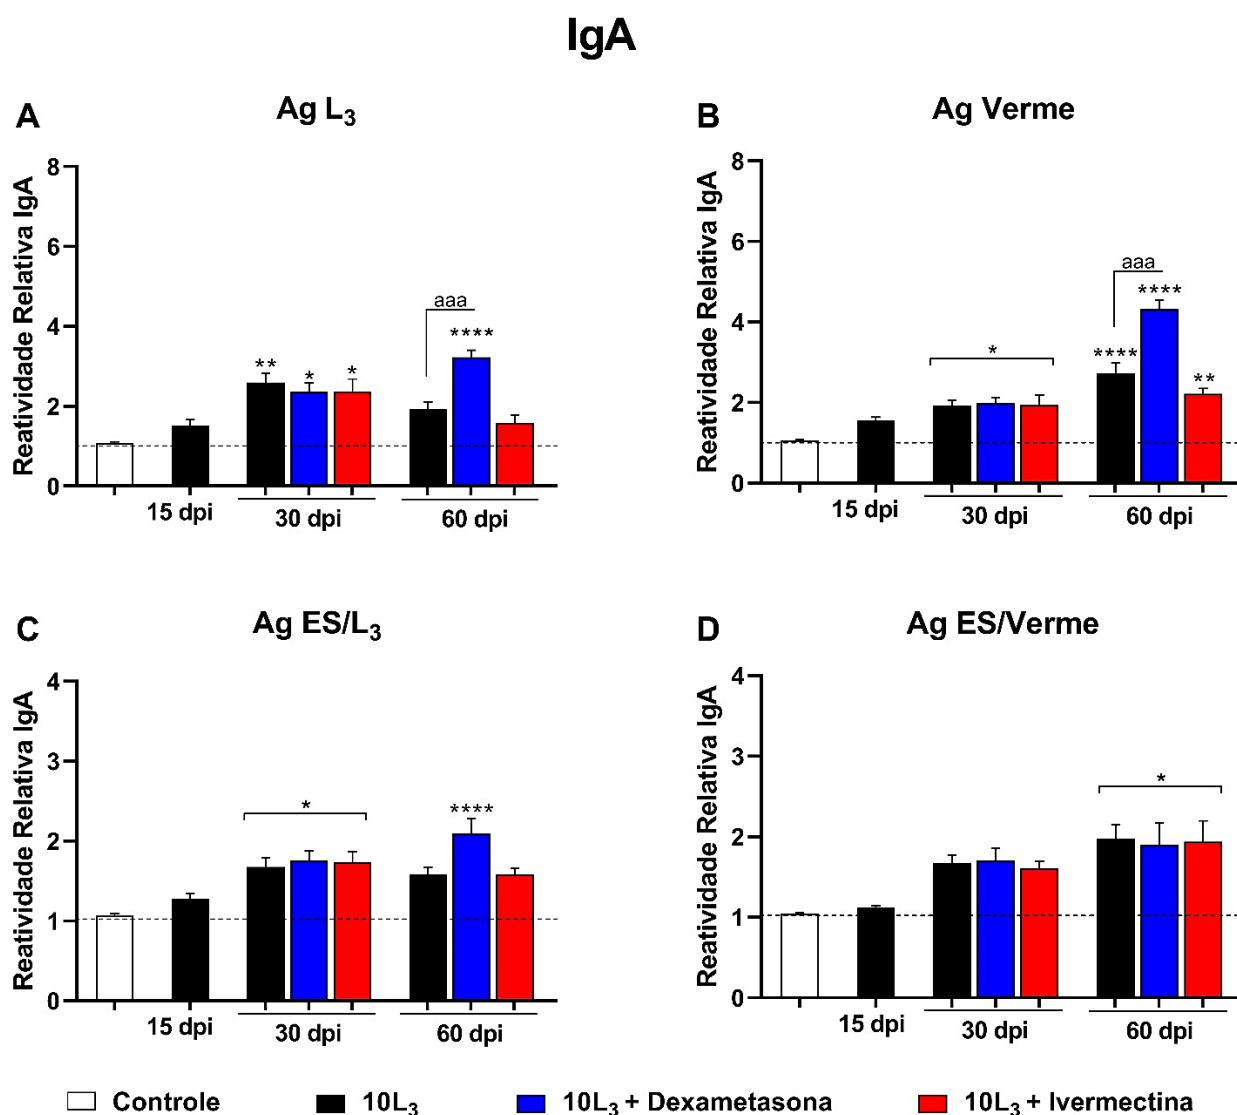 IgA
A
Ag L₃
Reatividade Relativa IgA
8
6
4
2
0
** * *
aaa
****
15 dpi
30 dpi
60 dpi
B
Ag Verme
Reatividade Relativa IgA
8
6
4
2
0
*
aaa
****
****
**
15 dpi
30 dpi
60 dpi
C
Ag ES/L₃
Reatividade Relativa IgA
4
3
2
1
0
*
****
15 dpi
30 dpi
60 dpi
D
Ag ES/Verme
Reatividade Relativa IgA
4
3
2
1
0
*
15 dpi
30 dpi
60 dpi
Controle
10L₃
10L₃ + Dexametasona
10L₃ + Ivermectina